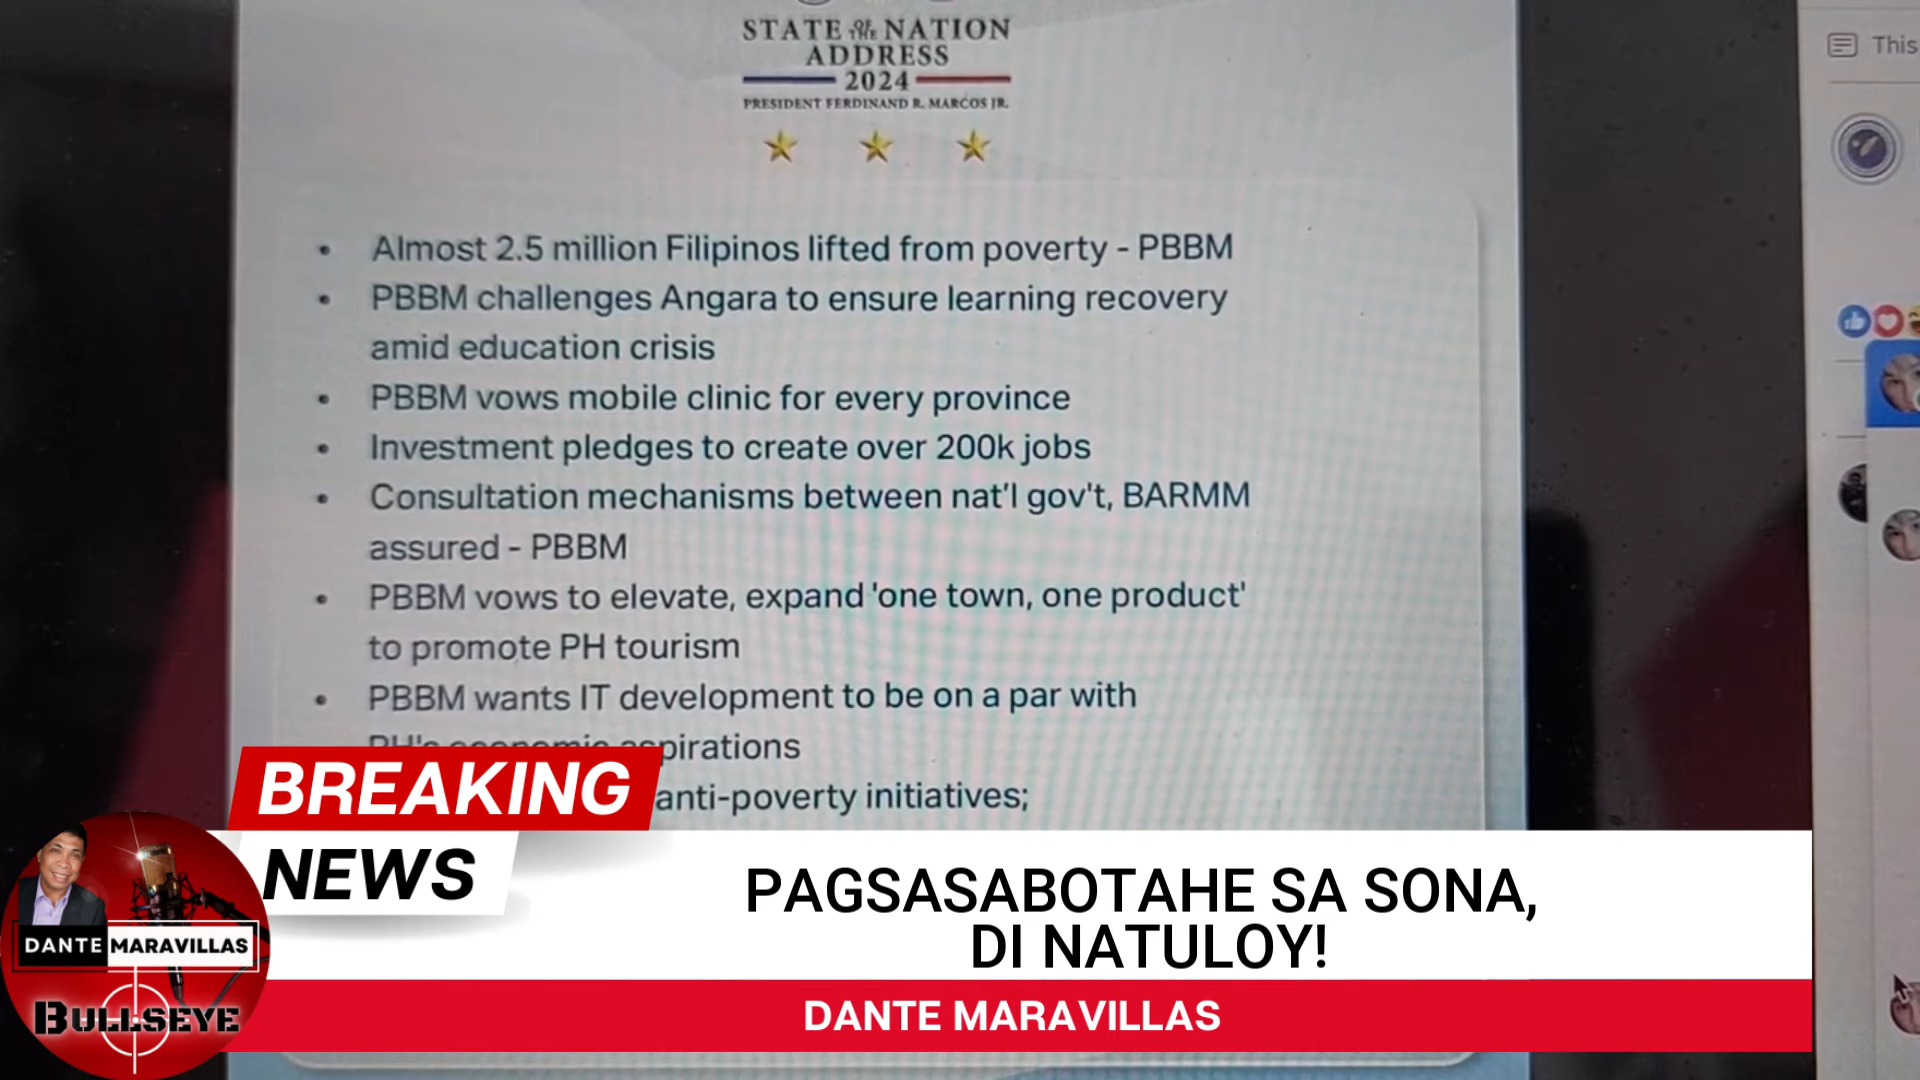 STATE OF THE NATION
ADDRESS
2024
PRESIDENT FERDINAND R. MARCOS JR.
This
• Almost 2.5 million Filipinos lifted from poverty - PBBM
• PBBM challenges Angara to ensure learning recovery
amid education crisis
• PBBM vows mobile clinic for every province
• Investment pledges to create over 200k jobs
• Consultation mechanisms between nat'l gov't, BARMM
assured - PBBM
• PBBM vows to elevate, expand 'one town, one product'
to promote PH tourism
• PBBM wants IT development to be on a par with
PH's economic aspirations
anti-poverty initiatives;
BREAKING
NEWS
PAGSASABOTAHE SA SONA,
DI NATULOY!
DANTE MARAVILLAS
DANTE MARAVILLAS
BULLSEYE